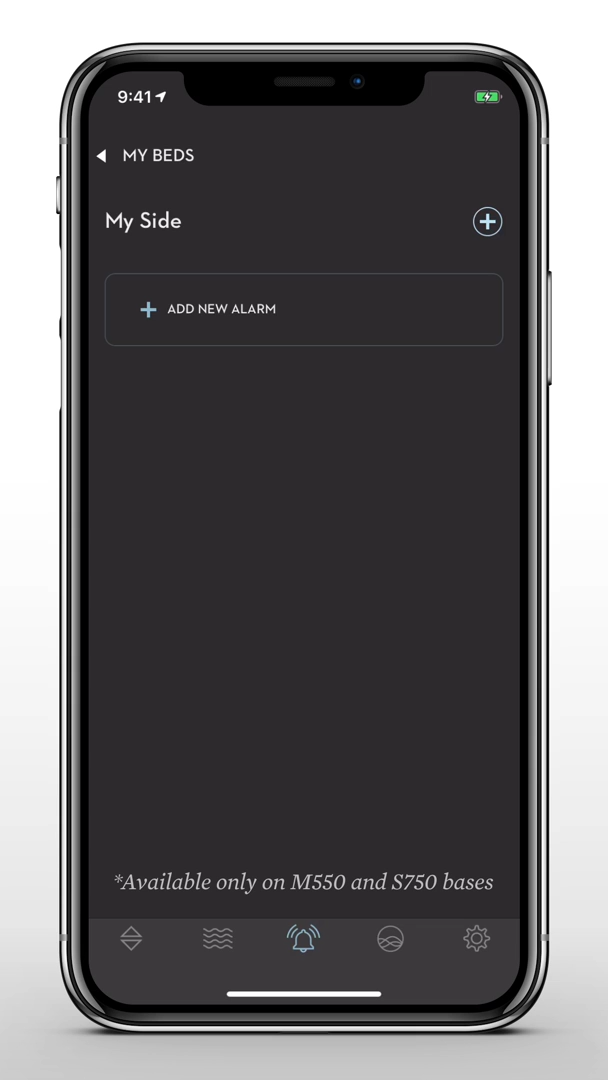 9:41
MY BEDS
My Side
ADD NEW ALARM
*Available only on M550 and S750 bases